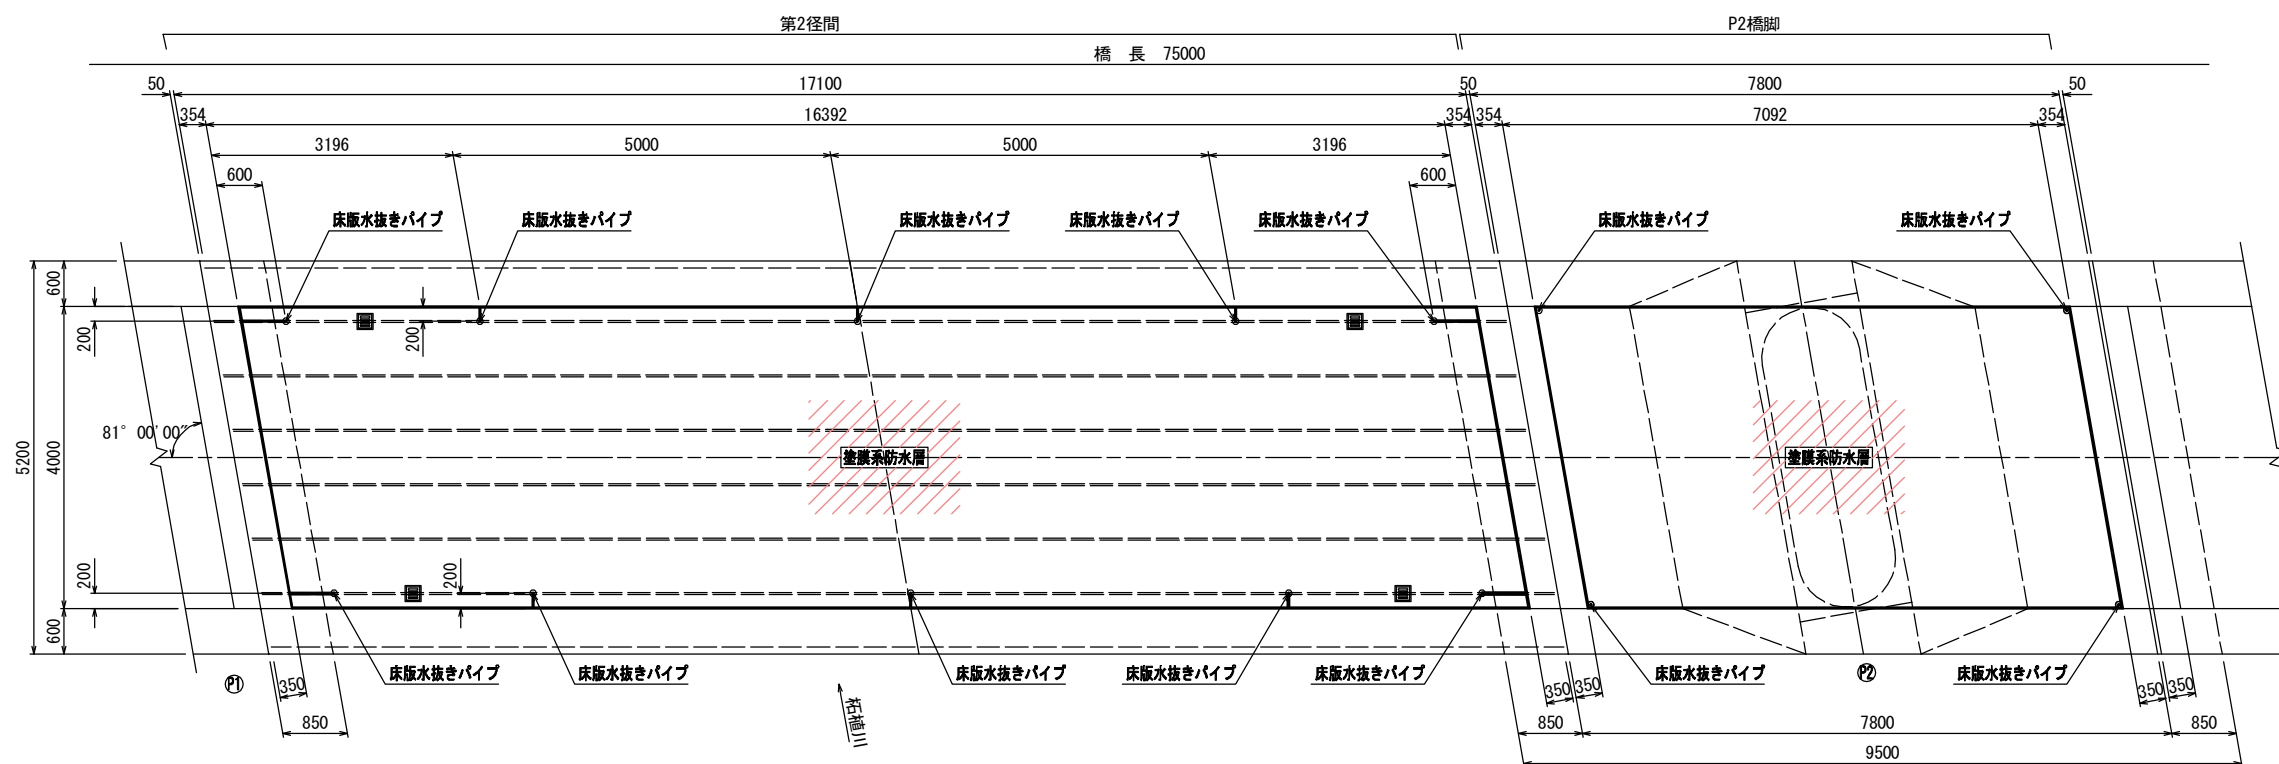 第2径間
P2橋脚
橋 長 75000
50
17100
50
7800
50
354
16392
354
354
7092
354
3196
5000
5000
3196
600
600
床版水抜きパイプ
床版水抜きパイプ
床版水抜きパイプ
床版水抜きパイプ
床版水抜きパイプ
床版水抜きパイプ
床版水抜きパイプ
600
200
200
81° 00′00″
5200
4000
塗膜系防水層
塗膜系防水層
200
200
600
床版水抜きパイプ
床版水抜きパイプ
床版水抜きパイプ
床版水抜きパイプ
床版水抜きパイプ
床版水抜きパイプ
床版水抜きパイプ
P1
P2
350
350
350
350
350
850
柘植川
850
7800
850
9500